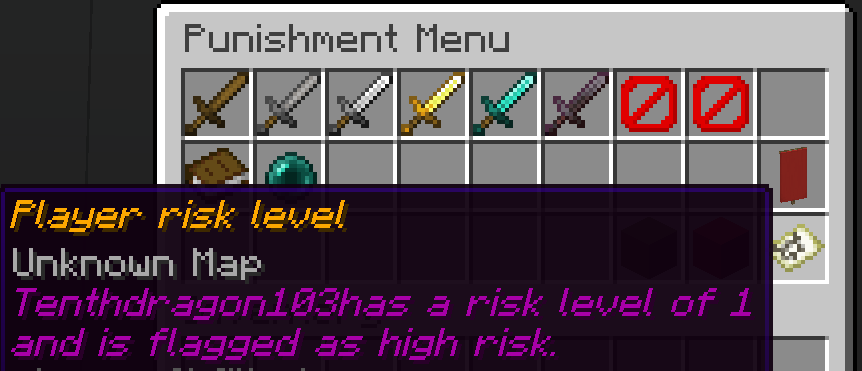 Punishment Menu
Player risk level
Unknown Map
Tenthdragon103has a risk level of 1
and is flagged as high risk.